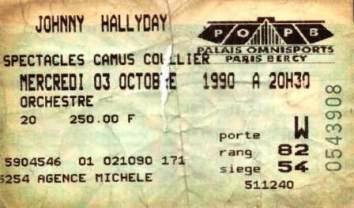 JOHNNY HALLYDAY
POPB
PALAIS OMNISPORTS
PARIS BERCY
SPECTACLES CAMUS COULLIER
MERCREDI 03 OCTOBRE 1990 A 20H30
ORCHESTRE
20 250.00 F
porte W
rang 82
siege 54
5904546 01 021090 171
5254 AGENCE MICHELE
511240
0543908